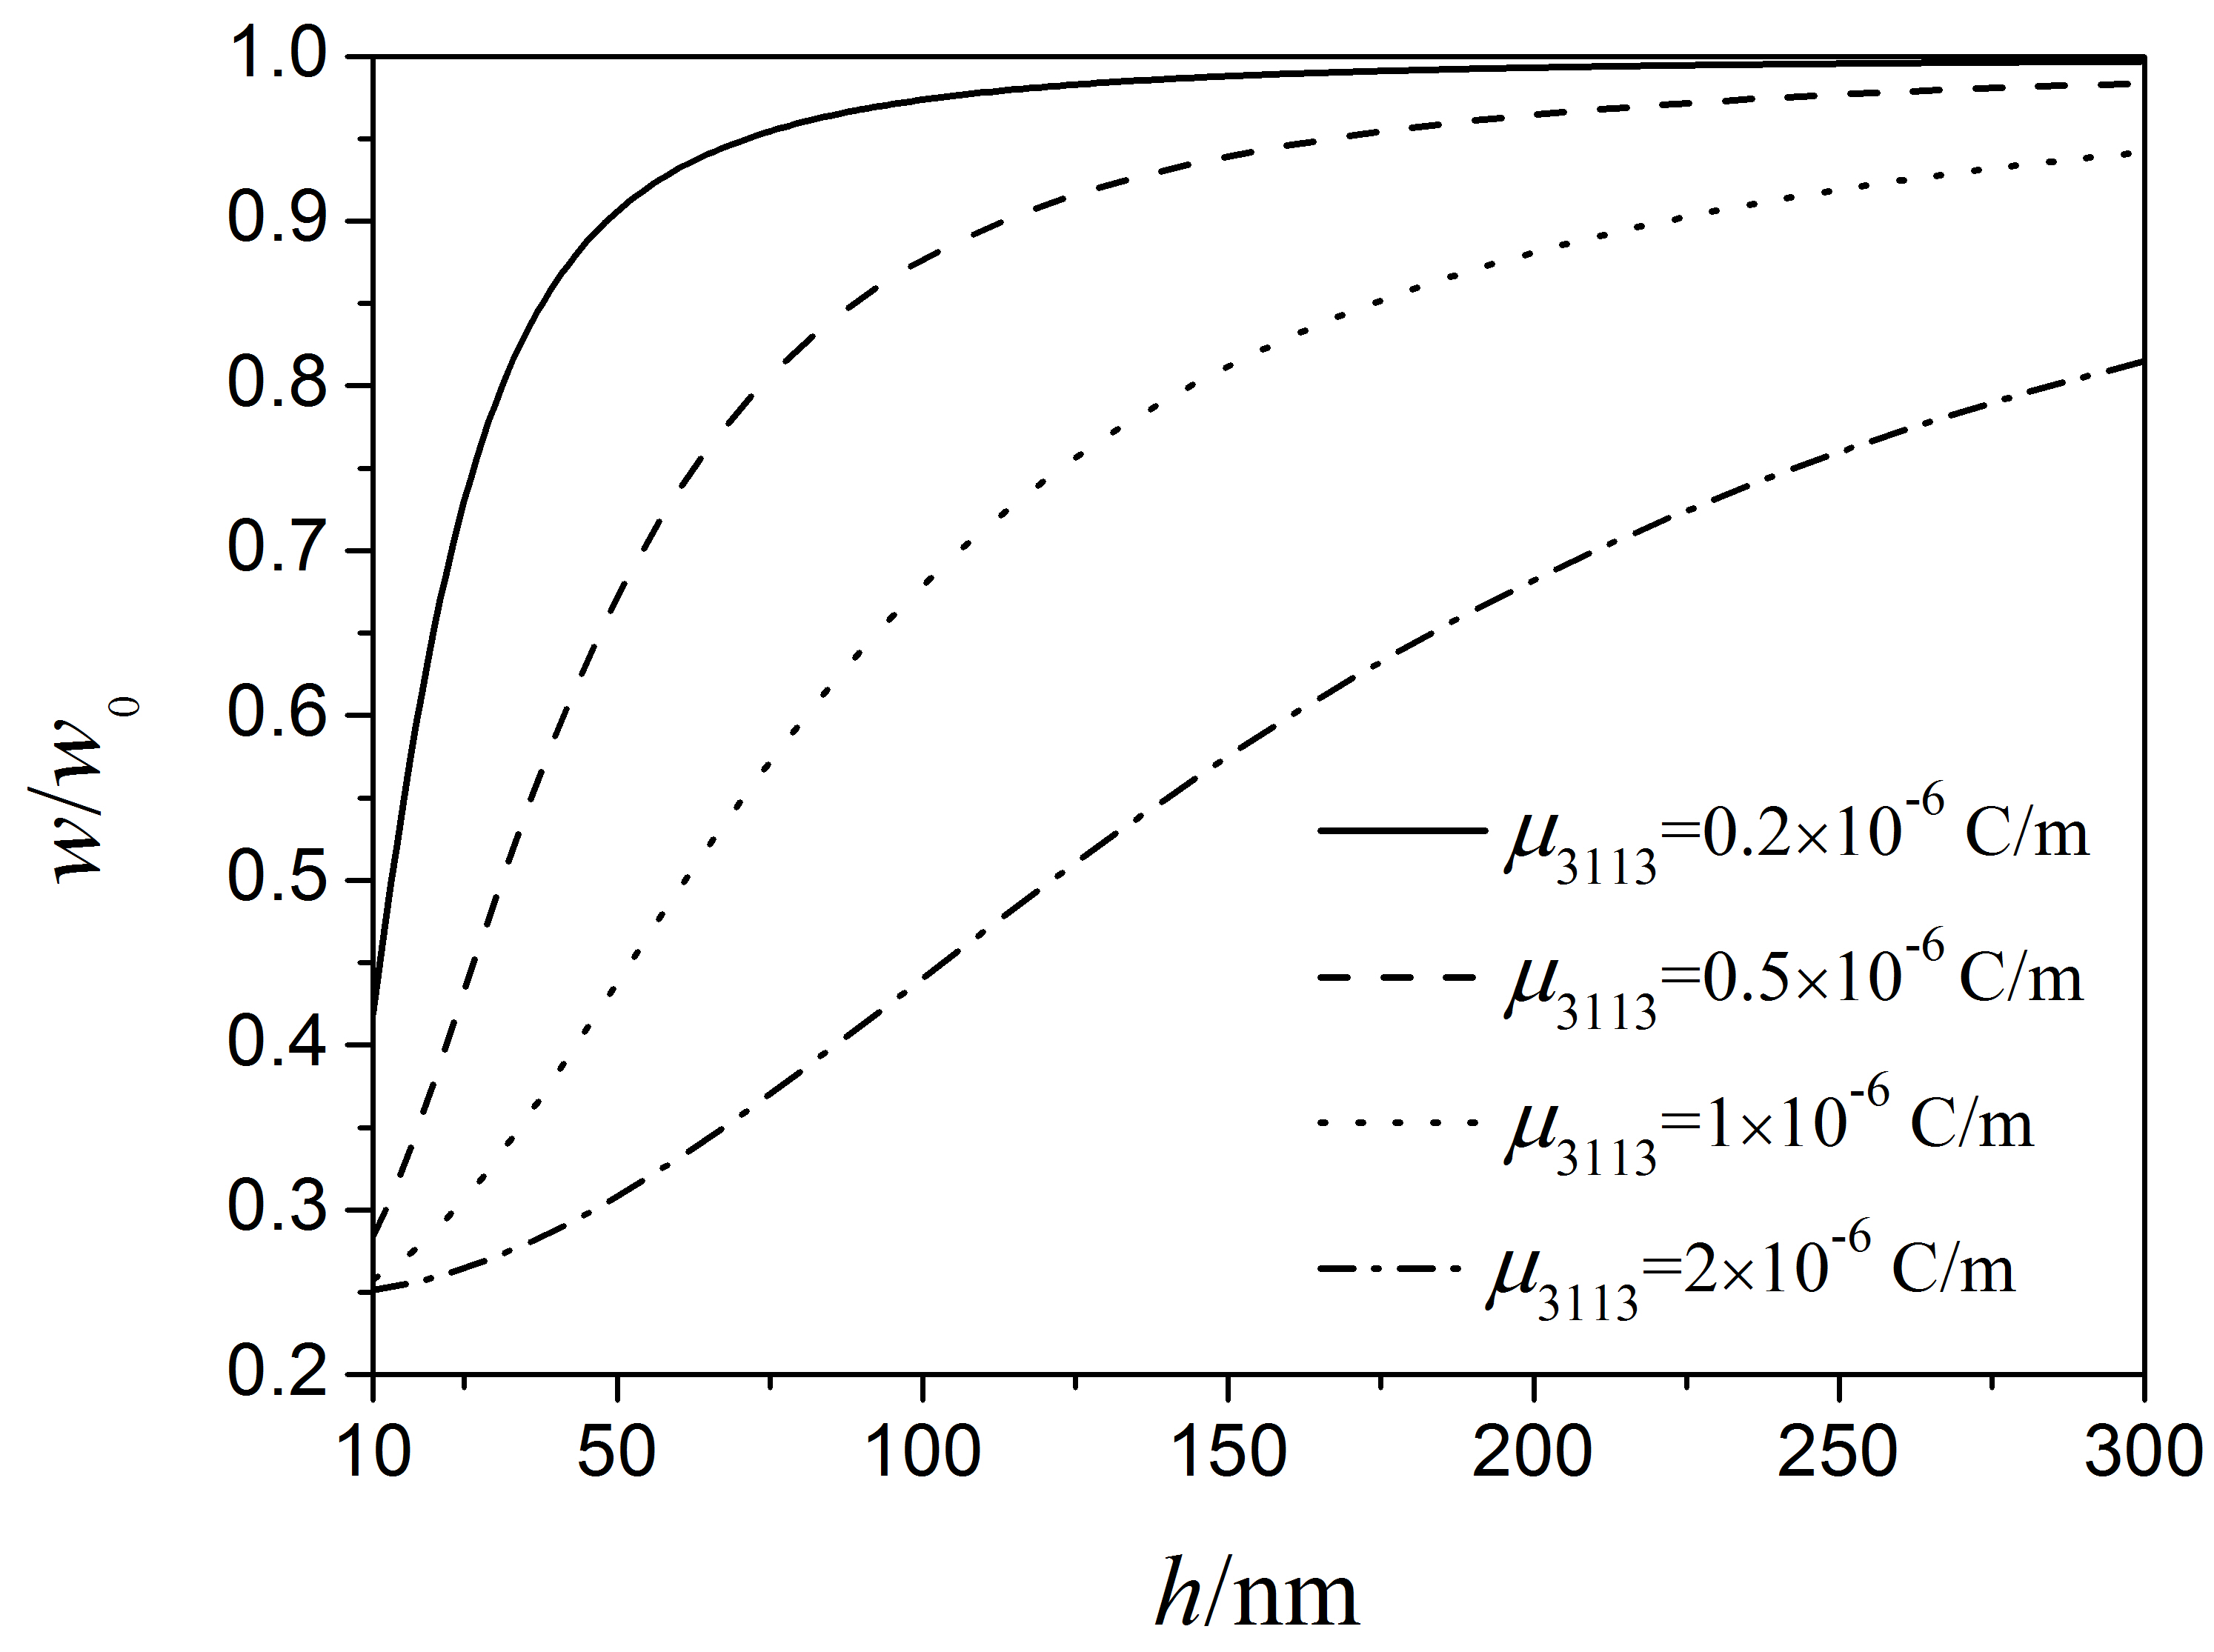 1.0
0.9
0.8
0.7
0.6
0.5
0.4
0.3
0.2
w/w₀
μ₃₁₁₃=0.2×10⁻⁶ C/m
μ₃₁₁₃=0.5×10⁻⁶ C/m
μ₃₁₁₃=1×10⁻⁶ C/m
μ₃₁₁₃=2×10⁻⁶ C/m
10 50 100 150 200 250 300
h/nm